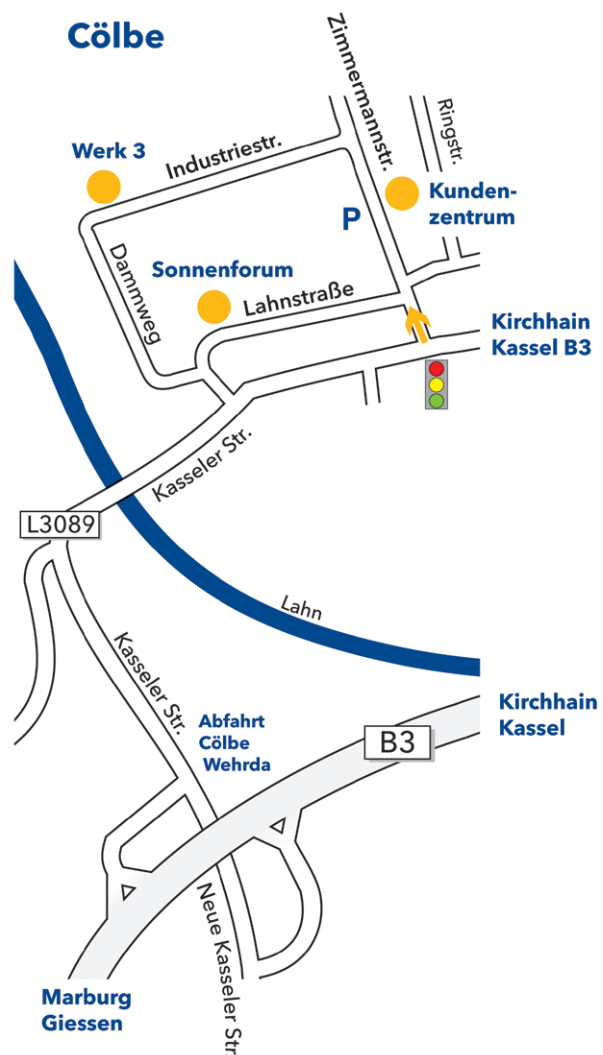 Cölbe
Zimmermannstr.
Ringstr.
Werk 3
Industriestr.
Kunden-
zentrum
P
Dammweg
Sonnenforum
Lahnstraße
Kirchhain
Kassel B3
Kasseler Str.
L3089
Lahn
Kasseler Str.
Abfahrt
Cölbe
Wehrda
Kirchhain
Kassel
B3
Neue Kasseler Str.
Marburg
Giessen